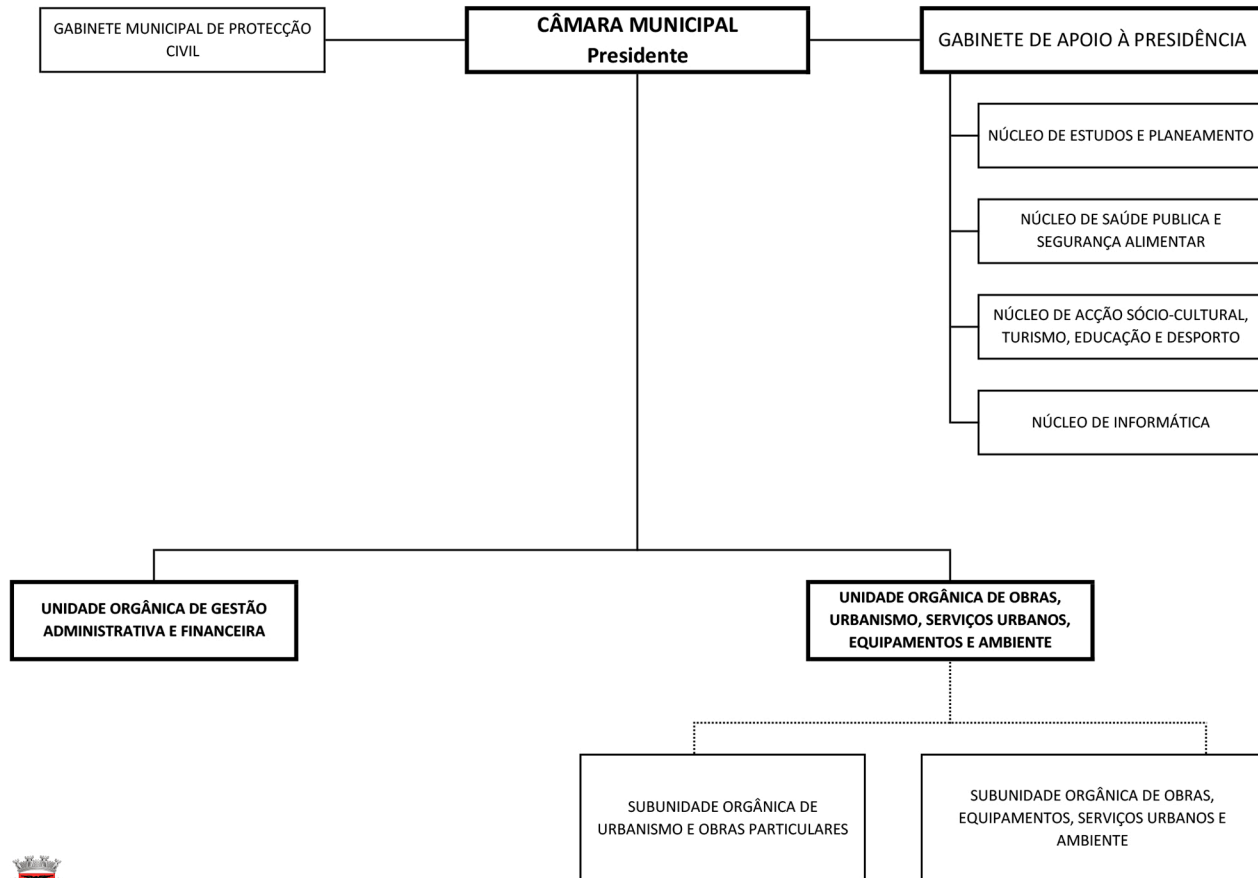 GABINETE MUNICIPAL DE PROTECÇÃO
CIVIL
CÂMARA MUNICIPAL
Presidente
GABINETE DE APOIO À PRESIDÊNCIA
NÚCLEO DE ESTUDOS E PLANEAMENTO
NÚCLEO DE SAÚDE PUBLICA E
SEGURANÇA ALIMENTAR
NÚCLEO DE ACÇÃO SÓCIO-CULTURAL,
TURISMO, EDUCAÇÃO E DESPORTO
NÚCLEO DE INFORMÁTICA
UNIDADE ORGÂNICA DE GESTÃO
ADMINISTRATIVA E FINANCEIRA
UNIDADE ORGÂNICA DE OBRAS,
URBANISMO, SERVIÇOS URBANOS,
EQUIPAMENTOS E AMBIENTE
SUBUNIDADE ORGÂNICA DE
URBANISMO E OBRAS PARTICULARES
SUBUNIDADE ORGÂNICA DE OBRAS,
EQUIPAMENTOS, SERVIÇOS URBANOS E
AMBIENTE